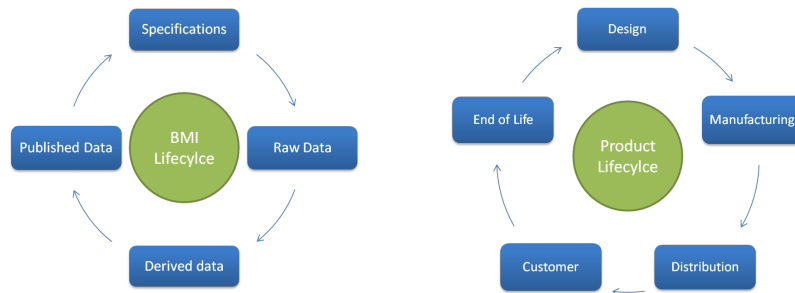 Specifications
Published Data
BMI
Lifecylce
Raw Data
Derived data
Design
End of Life
Manufacturing
Product
Lifecylce
Customer
Distribution